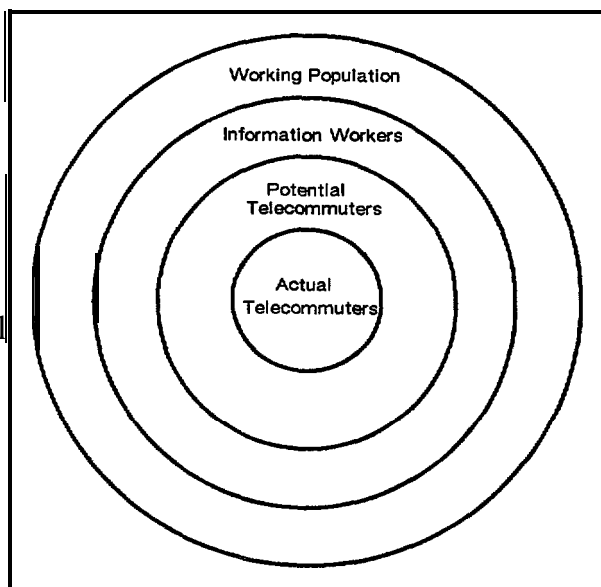 Working Population
Information Workers
Potential
Telecommuters
Actual
Telecommuters